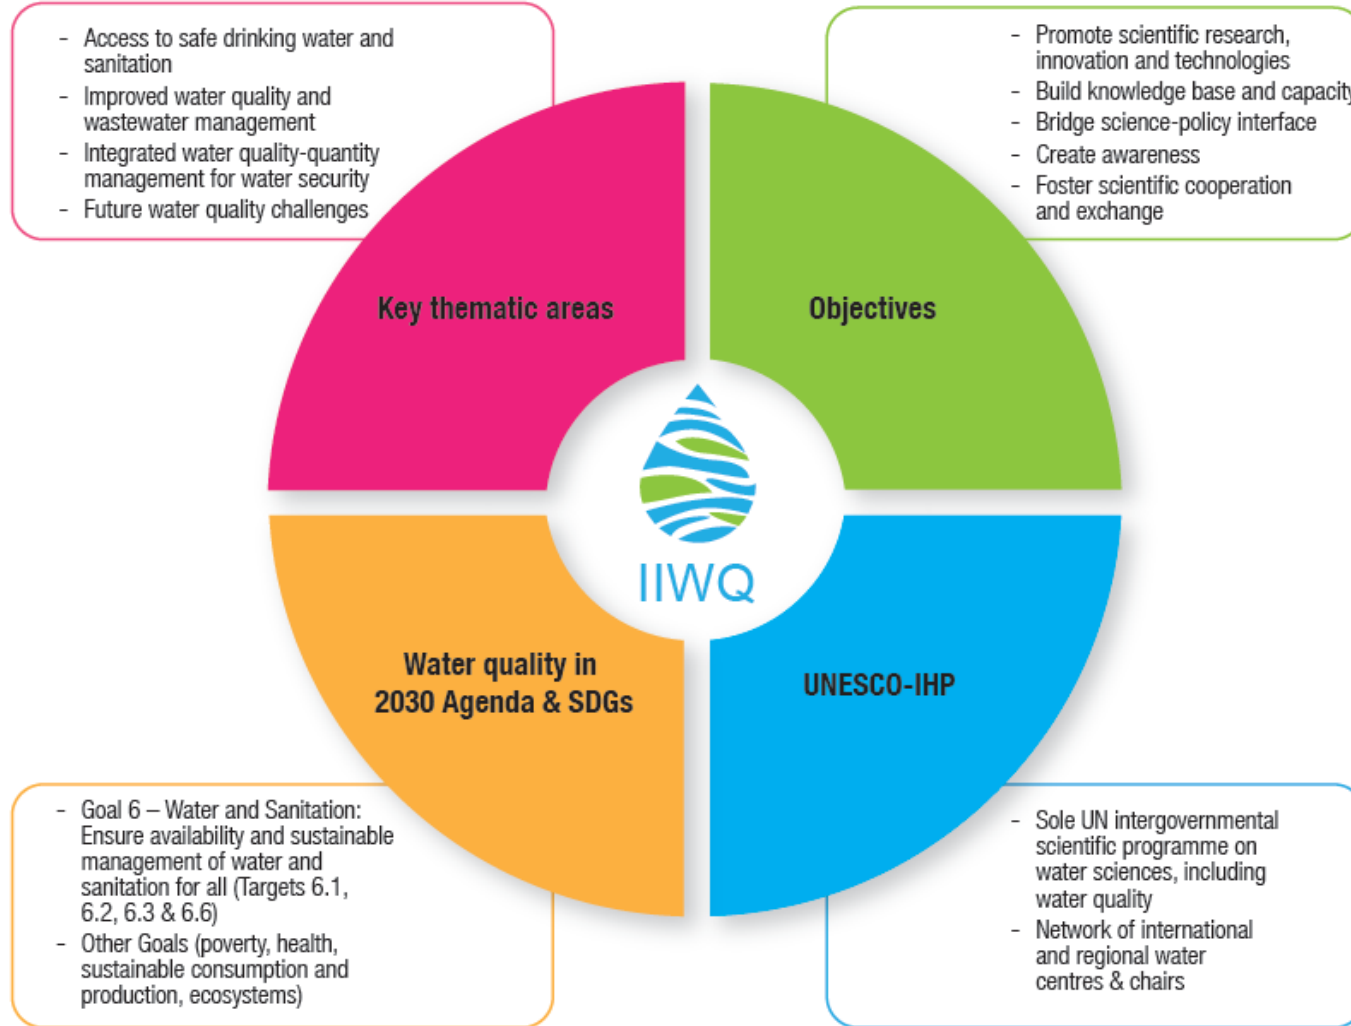 - Access to safe drinking water and
sanitation
- Improved water quality and
wastewater management
- Integrated water quality-quantity
management for water security
- Future water quality challenges
- Promote scientific research,
innovation and technologies
- Build knowledge base and capacity
- Bridge science-policy interface
- Create awareness
- Foster scientific cooperation
and exchange
Key thematic areas
Objectives
IIWQ
Water quality in
2030 Agenda & SDGs
UNESCO-IHP
- Goal 6 – Water and Sanitation:
Ensure availability and sustainable
management of water and
sanitation for all (Targets 6.1,
6.2, 6.3 & 6.6)
- Other Goals (poverty, health,
sustainable consumption and
production, ecosystems)
- Sole UN intergovernmental
scientific programme on
water sciences, including
water quality
- Network of international
and regional water
centres & chairs